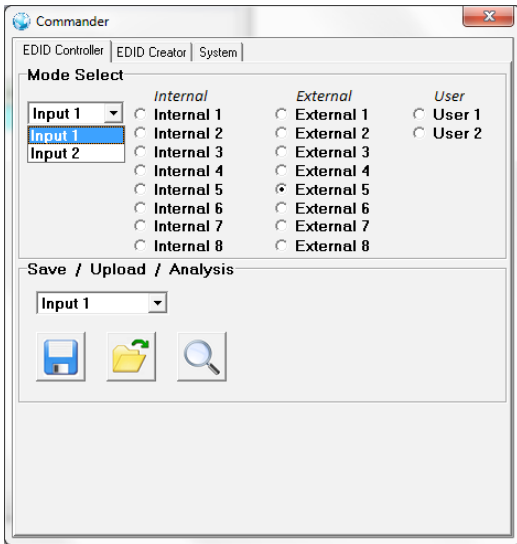 Commander
EDID Controller EDID Creator System
Mode Select
Internal External User
Input 1 Internal 1 External 1 User 1
Input 1 Internal 2 External 2 User 2
Input 2 Internal 3 External 3
Internal 4 External 4
Internal 5 External 5
Internal 6 External 6
Internal 7 External 7
Internal 8 External 8
Save / Upload / Analysis
Input 1